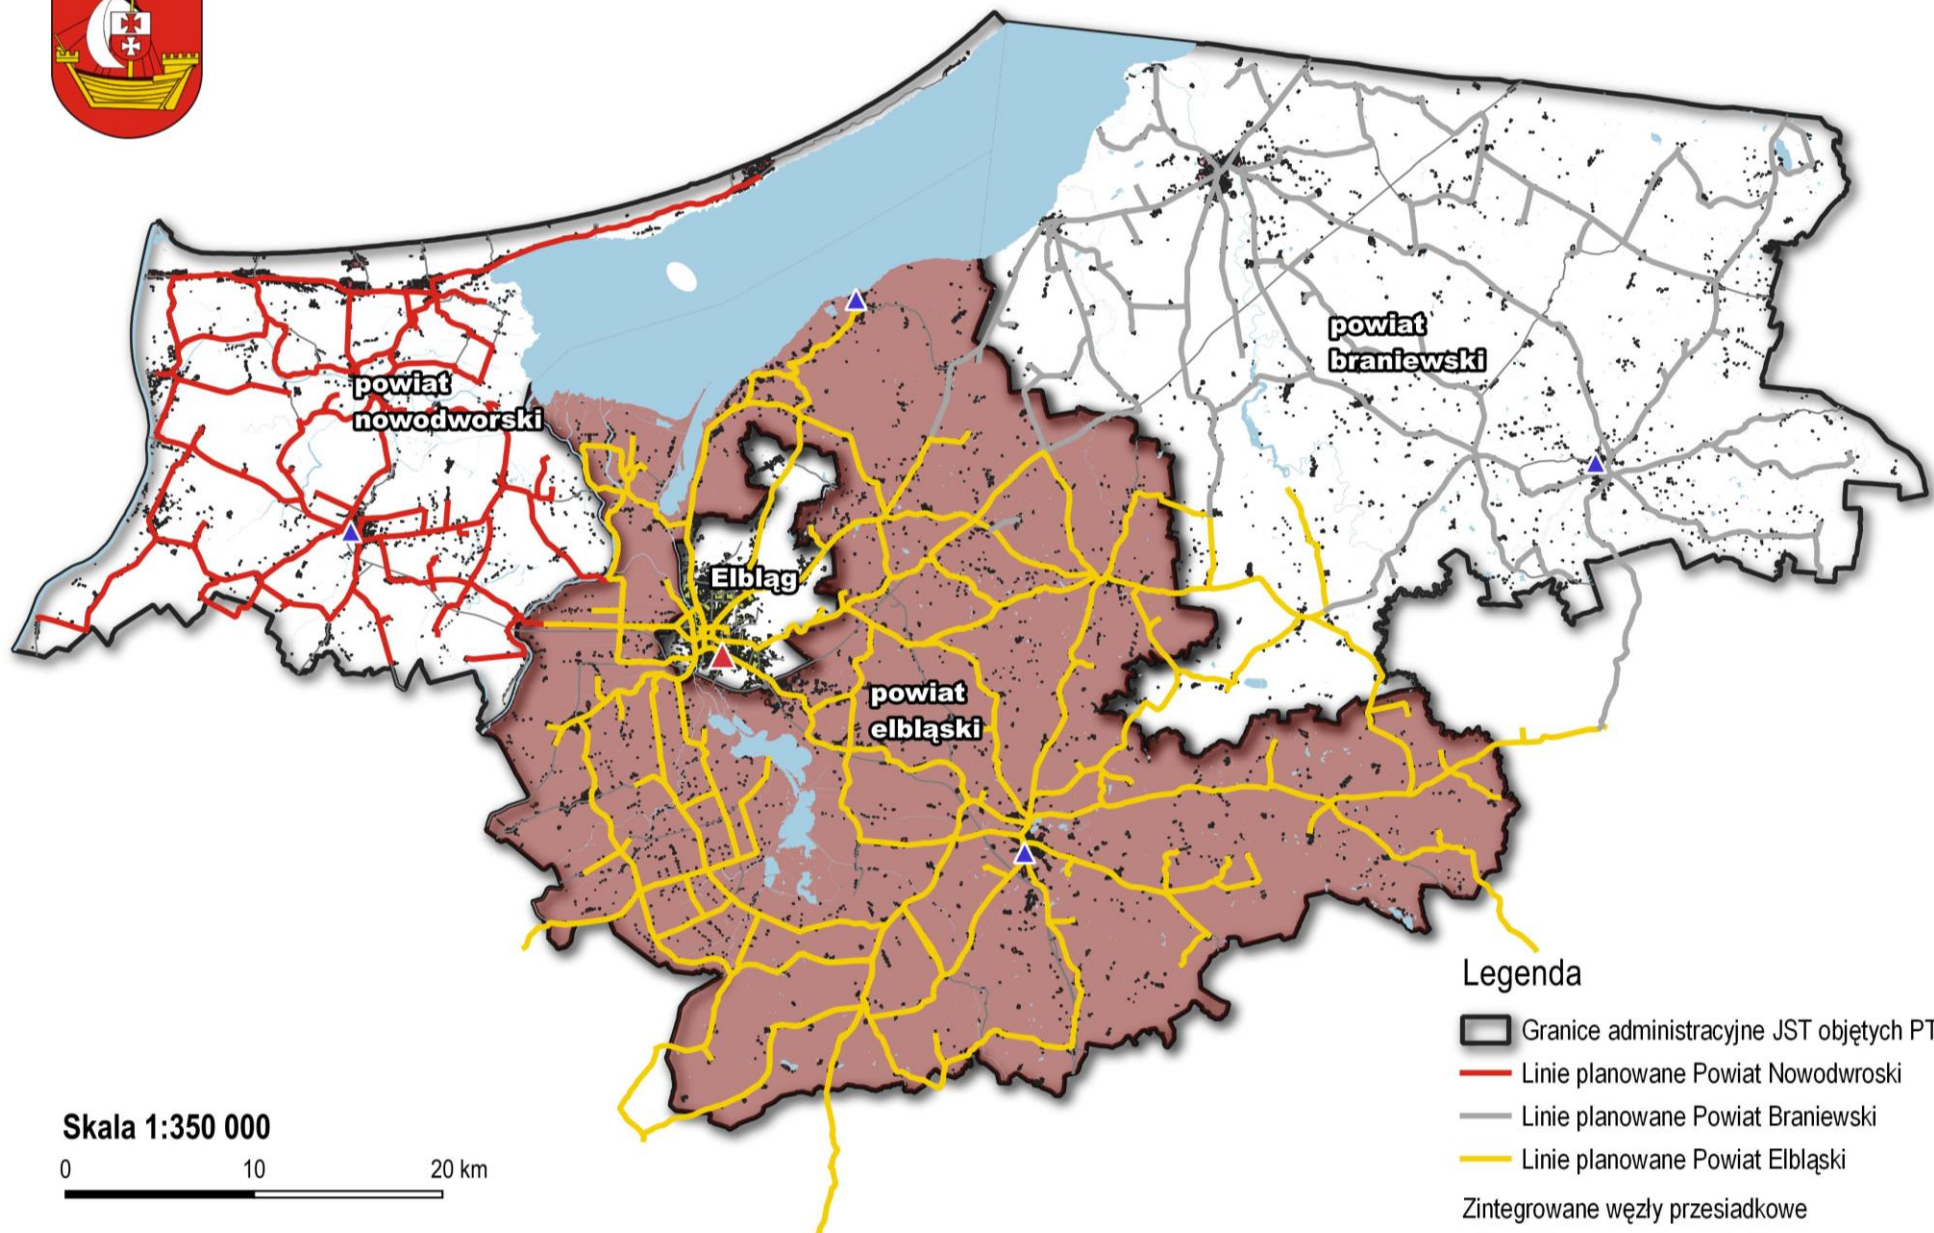 powiat
braniewski
powiat
nowodworski
Elbląg
powiat
elbląski
Legenda
Granice administracyjne JST objętych PT
Linie planowane Powiat Nowodwroski
Linie planowane Powiat Braniewski
Linie planowane Powiat Elbląski
Zintegrowane węzły przesiadkowe
Skala 1:350 000
0 10 20 km